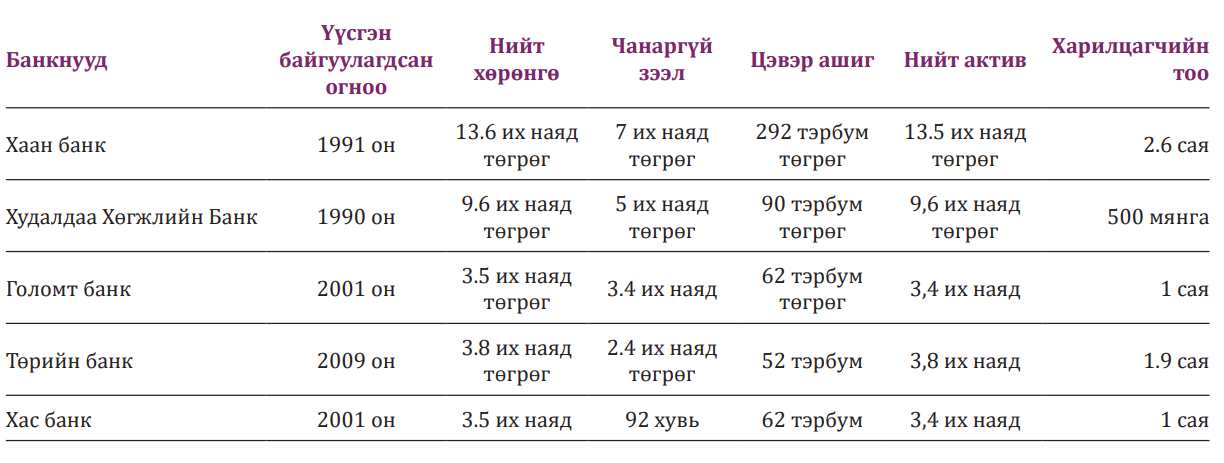 Банкнууд Үүсгэн байгуулагдсан огноо Нийт хөрөнгө Чанаргүй зээл Цэвэр ашиг Нийт актив Харилцагчийн тоо
Хаан банк 1991 он 13.6 их наяд төгрөг 7 их наяд төгрөг 292 тэрбум төгрөг 13.5 их наяд төгрөг 2.6 сая
Худалдаа Хөгжлийн Банк 1990 он 9.6 их наяд төгрөг 5 их наяд төгрөг 90 тэрбум төгрөг 9,6 их наяд төгрөг 500 мянга
Голомт банк 2001 он 3.5 их наяд төгрөг 3.4 их наяд 62 тэрбум төгрөг 3,4 их наяд 1 сая
Төрийн банк 2009 он 3.8 их наяд төгрөг 2.4 их наяд төгрөг 52 тэрбум 3,8 их наяд 1.9 сая
Хас банк 2001 он 3.5 их наяд 92 хувь 62 тэрбум 3,4 их наяд 1 сая